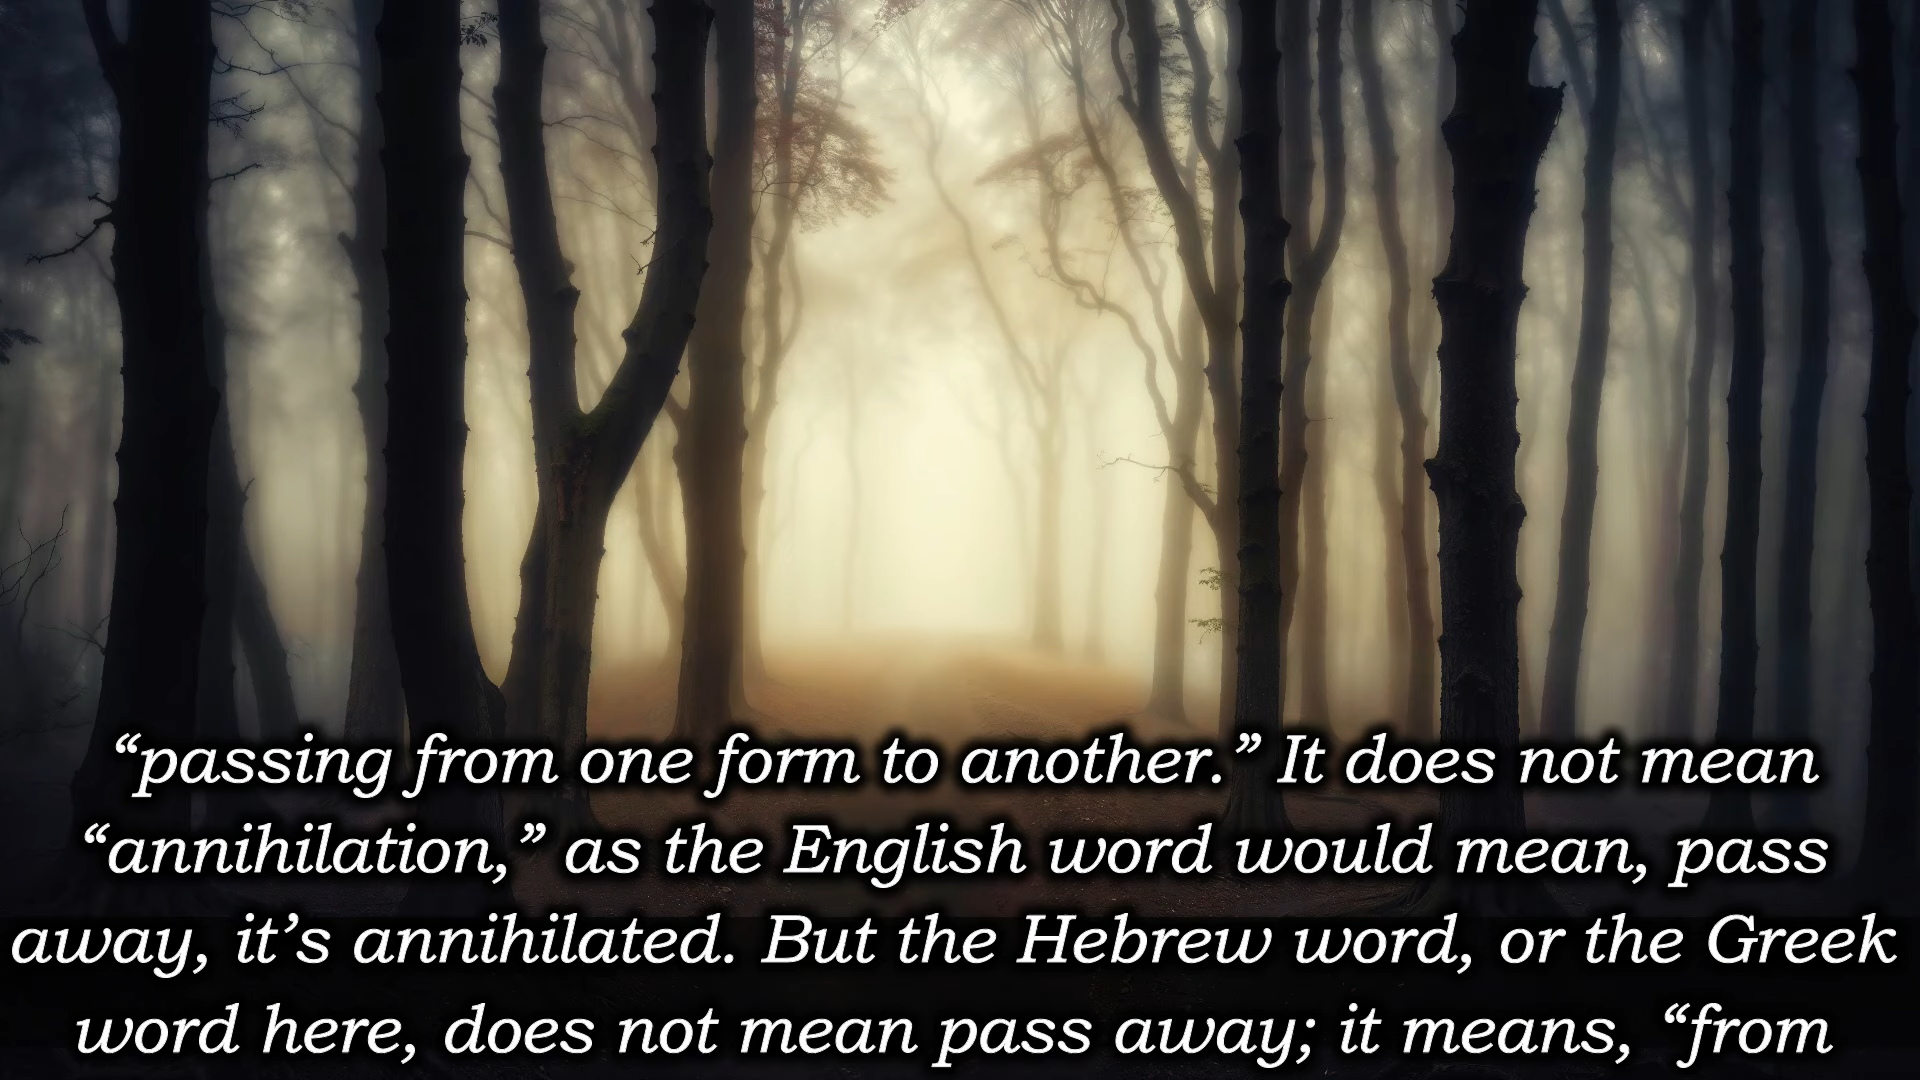 “passing from one form to another.” It does not mean
“annihilation,” as the English word would mean, pass
away, it’s annihilated. But the Hebrew word, or the Greek
word here, does not mean pass away; it means, “from